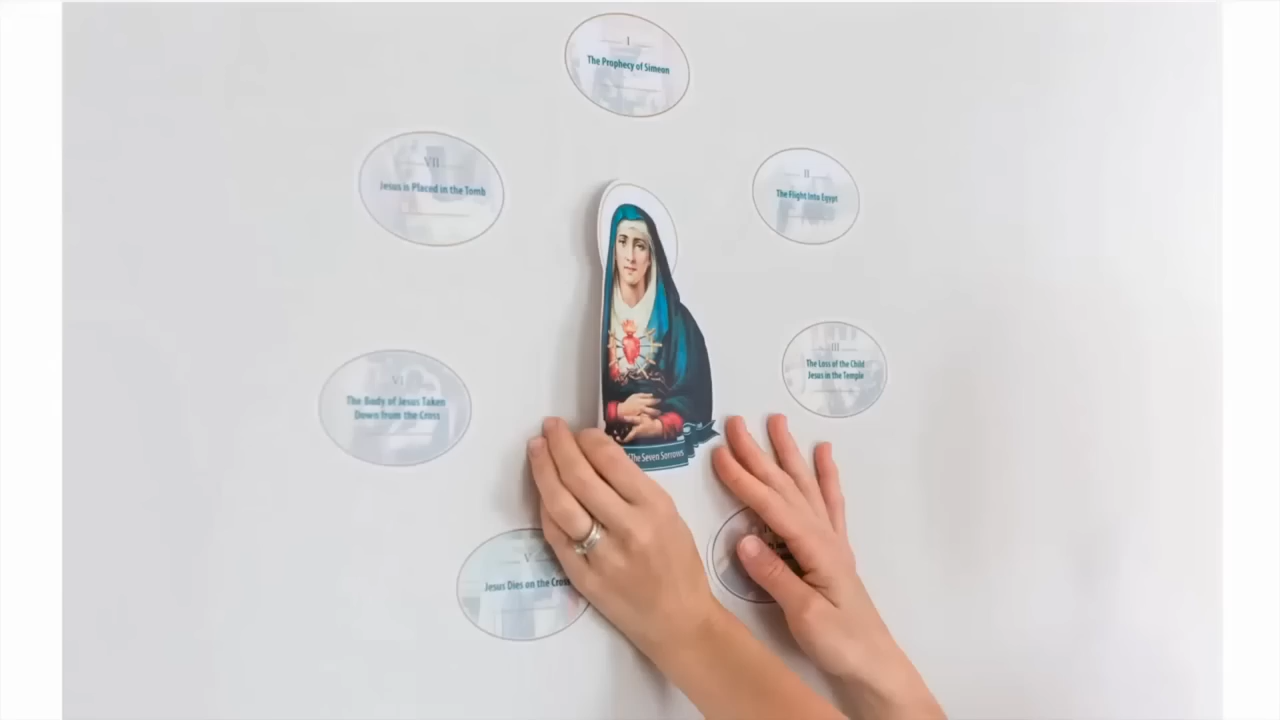 I
The Prophecy of Simeon
II
The Flight Into Egypt
III
The Loss of the Child
Jesus in the Temple
V
Jesus Dies on the Cross
VI
The Body of Jesus Taken
Down from the Cross
VII
Jesus is Placed in the Tomb
The Seven Sorrows